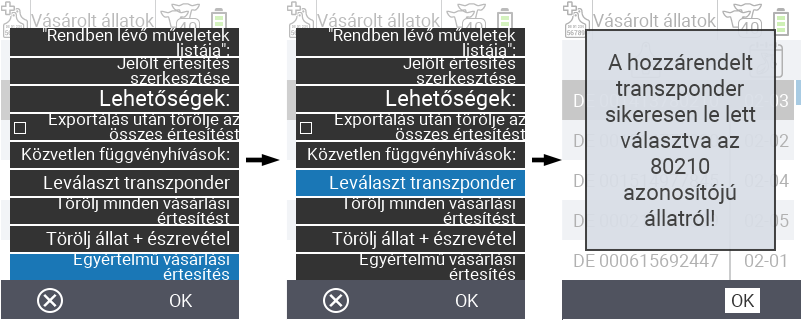 Vásárolt állatok
"Rendben lévő műveletek
listája":
Jelölt értesítés
szerkesztése
Lehetőségek:
Exportálás után törölje az
összes értesítést
Közvetlen függvényhívások:
Leválaszt transzponder
Törölj minden vásárlási
értesítést
Törölj állat + észrevétel
Egyértelmű vásárlási
értesítés
OK
Vásárolt állatok
"Rendben lévő műveletek
listája":
Jelölt értesítés
szerkesztése
Lehetőségek:
Exportálás után törölje az
összes értesítést
Közvetlen függvényhívások:
Leválaszt transzponder
Törölj minden vásárlási
értesítést
Törölj állat + észrevétel
Egyértelmű vásárlási
értesítés
OK
Vásárolt állatok
A hozzárendelt
transzponder
sikeresen le lett
választva az
80210
azonosítójú
állatról!
DE 000615692447 02-01
OK